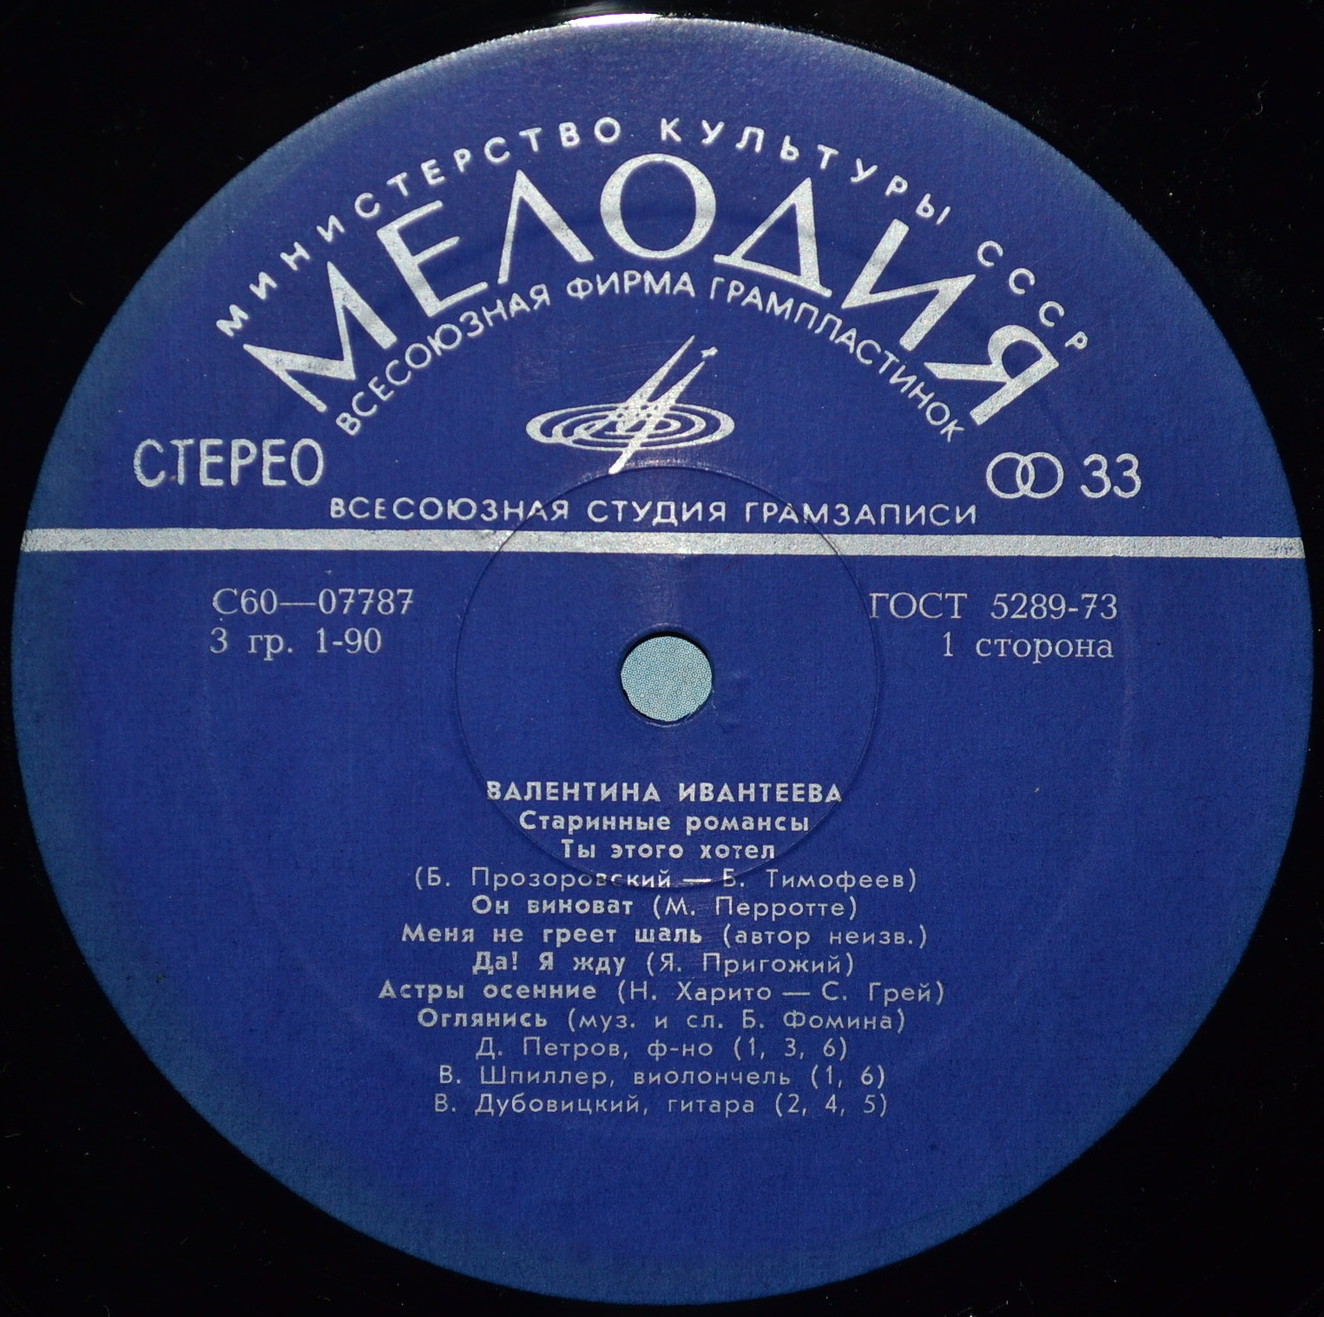 МИНИСТЕРСТВО КУЛЬТУРЫ СССР
МЕЛОДИЯ
ВСЕСОЮЗНАЯ ФИРМА ГРАМПЛАСТИНОК
СТЕРЕО
33
ВСЕСОЮЗНАЯ СТУДИЯ ГРАМЗАПИСИ
С60—07787
ГОСТ 5289-73
3 гр. 1-90
1 сторона
ВАЛЕНТИНА ИВАНТЕЕВА
Старинные романсы
Ты этого хотел
(Б. Прозоровский — Б. Тимофеев)
Он виноват (М. Перротте)
Меня не греет шаль (автор неизв.)
Да! Я жду (Я. Пригожий)
Астры осенние (Н. Харито — С. Грей)
Оглянись (муз. и сл. Б. Фомина)
Д. Петров, ф-но (1, 3, 6)
В. Шпиллер, виолончель (1, 6)
В. Дубовицкий, гитара (2, 4, 5)